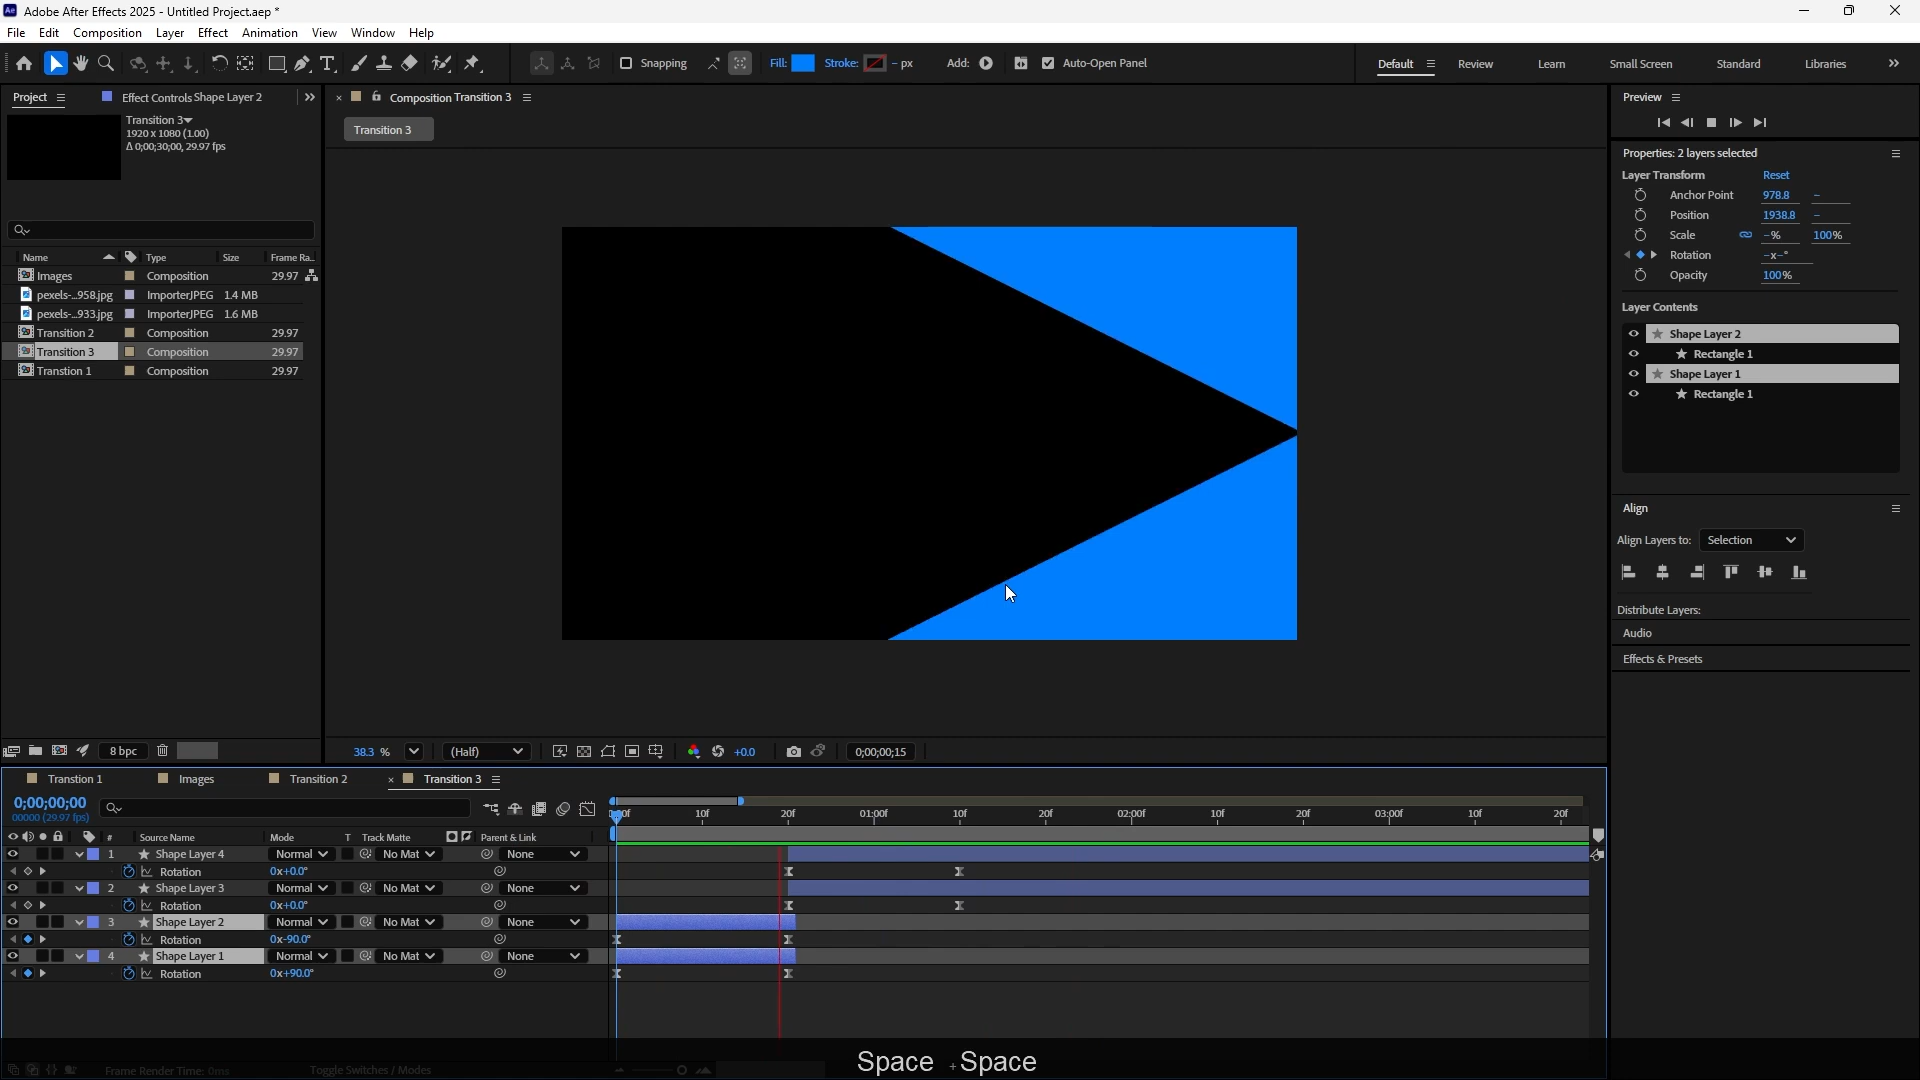 Adobe After Effects 2025 - Untitled Project.aep *
File Edit Composition Layer Effect Animation View Window Help
Snapping Fill: Stroke: - px Add: Auto-Open Panel Default Review Learn Small Screen Standard Libraries
Project Effect Controls Shape Layer 2
Transition 3
1920 x 1080 (1.00)
Δ 0;00;30;00, 29.97 fps
Name Type Size Frame Ra..
Images Composition 29.97
pexels-...958.jpg ImporterJPEG 1.4 MB
pexels-...933.jpg ImporterJPEG 1.6 MB
Transition 2 Composition 29.97
Transition 3 Composition 29.97
Transtion 1 Composition 29.97
8 bpc
Composition Transition 3
Transition 3
38.3 % (Half) +0.0 0;00;00;15
Preview
Properties: 2 layers selected
Layer Transform Reset
Anchor Point 978.8 -
Position 1938.8 -
Scale -% 100%
Rotation -x-°
Opacity 100%
Layer Contents
Shape Layer 2
Rectangle 1
Shape Layer 1
Rectangle 1
Align
Align Layers to: Selection
Distribute Layers:
Audio
Effects & Presets
Transtion 1 Images Transition 2 Transition 3
0;00;00;00
00000 (29.97 fps)
10f 20f 01:00f 10f 20f 02:00f 10f 20f 03:00f 10f 20f
# Source Name Mode T Track Matte Parent & Link
1 Shape Layer 4 Normal No Mat None
Rotation 0x+0.0°
2 Shape Layer 3 Normal No Mat None
Rotation 0x+0.0°
3 Shape Layer 2 Normal No Mat None
Rotation 0x-90.0°
4 Shape Layer 1 Normal No Mat None
Rotation 0x+90.0°
Frame Render Time: 0ms Toggle Switches / Modes
Space + Space